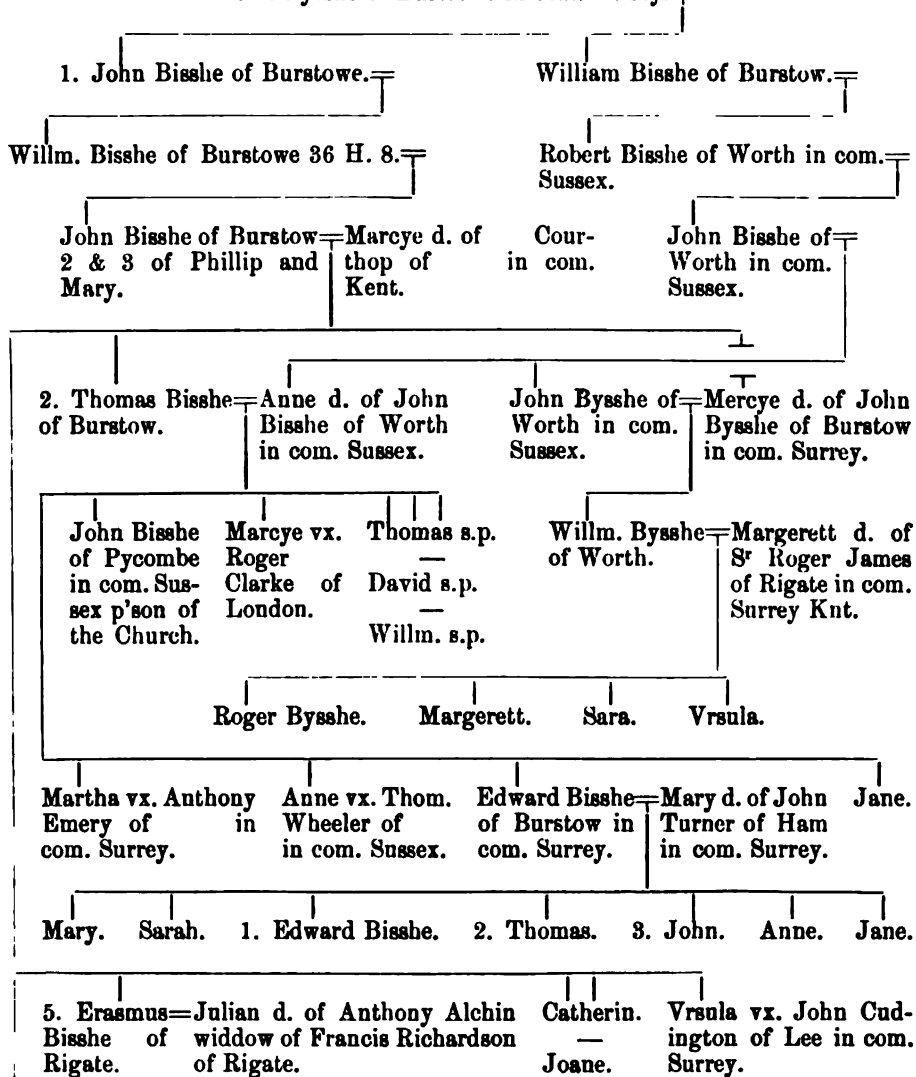 1. John Bisshe of Burstowe.
William Bisshe of Burstow.
Willm. Bisshe of Burstowe 36 H. 8.
Robert Bisshe of Worth in com.
Sussex.
John Bisshe of Burstow
2 & 3 of Phillip and
Mary.
Marcye d. of Cour-
thop of in com.
Kent.
John Bisshe of
Worth in com.
Sussex.
2. Thomas Bisshe
of Burstow.
Anne d. of John
Bisshe of Worth
in com. Sussex.
John Bysshe of
Worth in com.
Sussex.
Mercye d. of John
Bysshe of Burstow
in com. Surrey.
John Bisshe
of Pycombe
in com. Sus-
sex p'son of
the Church.
Marcye vx.
Roger
Clarke of
London.
Thomas s.p.
—
David s.p.
—
Willm. s.p.
Willm. Bysshe
of Worth.
Margerett d. of
Sʳ Roger James
of Rigate in com.
Surrey Knt.
Roger Bysshe.
Margerett.
Sara.
Vrsula.
Martha vx. Anthony
Emery of in
com. Surrey.
Anne vx. Thom.
Wheeler of
in com. Sussex.
Edward Bisshe
of Burstow in
com. Surrey.
Mary d. of John
Turner of Ham
in com. Surrey.
Jane.
Mary.
Sarah.
1. Edward Bisshe.
2. Thomas.
3. John.
Anne.
Jane.
5. Erasmus
Bisshe of
Rigate.
Julian d. of Anthony Alchin
widdow of Francis Richardson
of Rigate.
Catherin.
—
Joane.
Vrsula vx. John Cud-
ington of Lee in com.
Surrey.